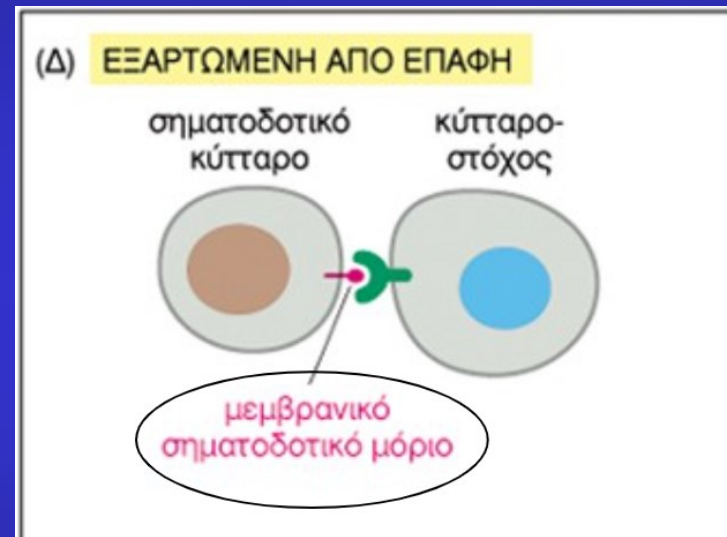 (Δ) ΕΞΑΡΤΩΜΕΝΗ ΑΠΟ ΕΠΑΦΗ
σηματοδοτικό κύτταρο
κύτταρο-
στόχος
μεμβρανικό
σηματοδοτικό μόριο